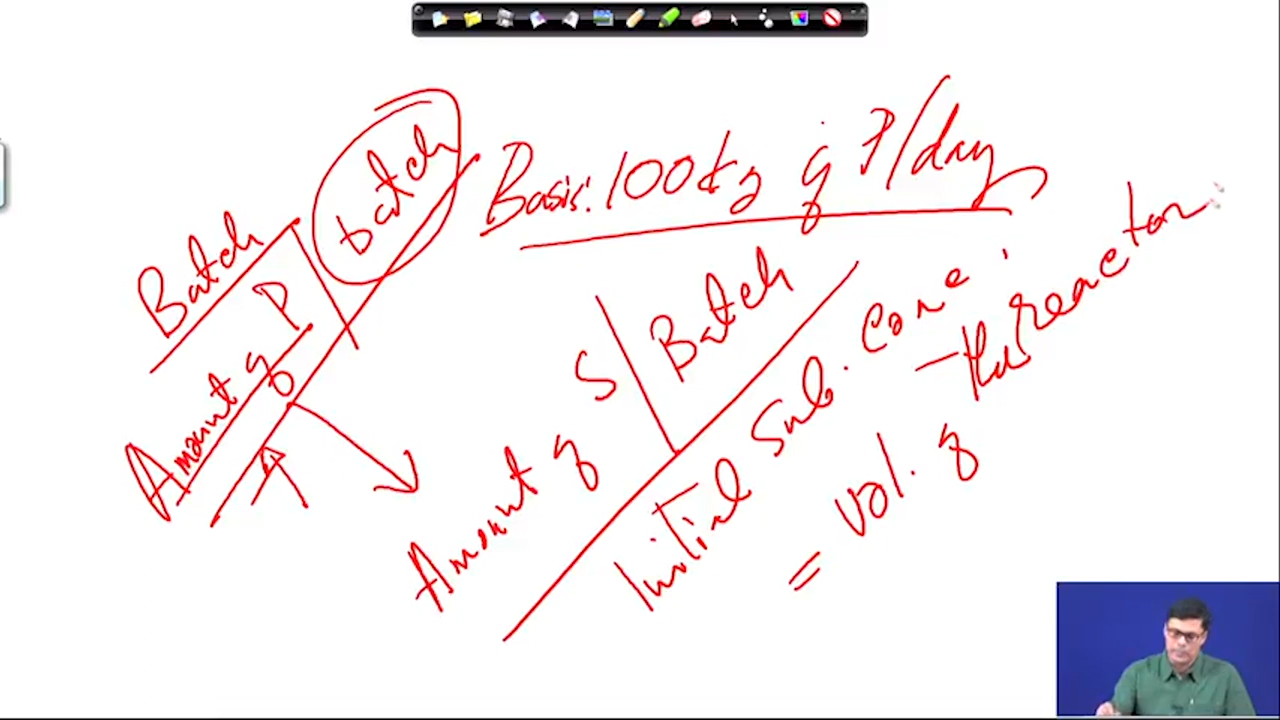 Basis: 100 kg of P/day
Batch
Amount of P / batch
Amount of S / Batch
Initial Sub. conc.
= Vol. of the reactor